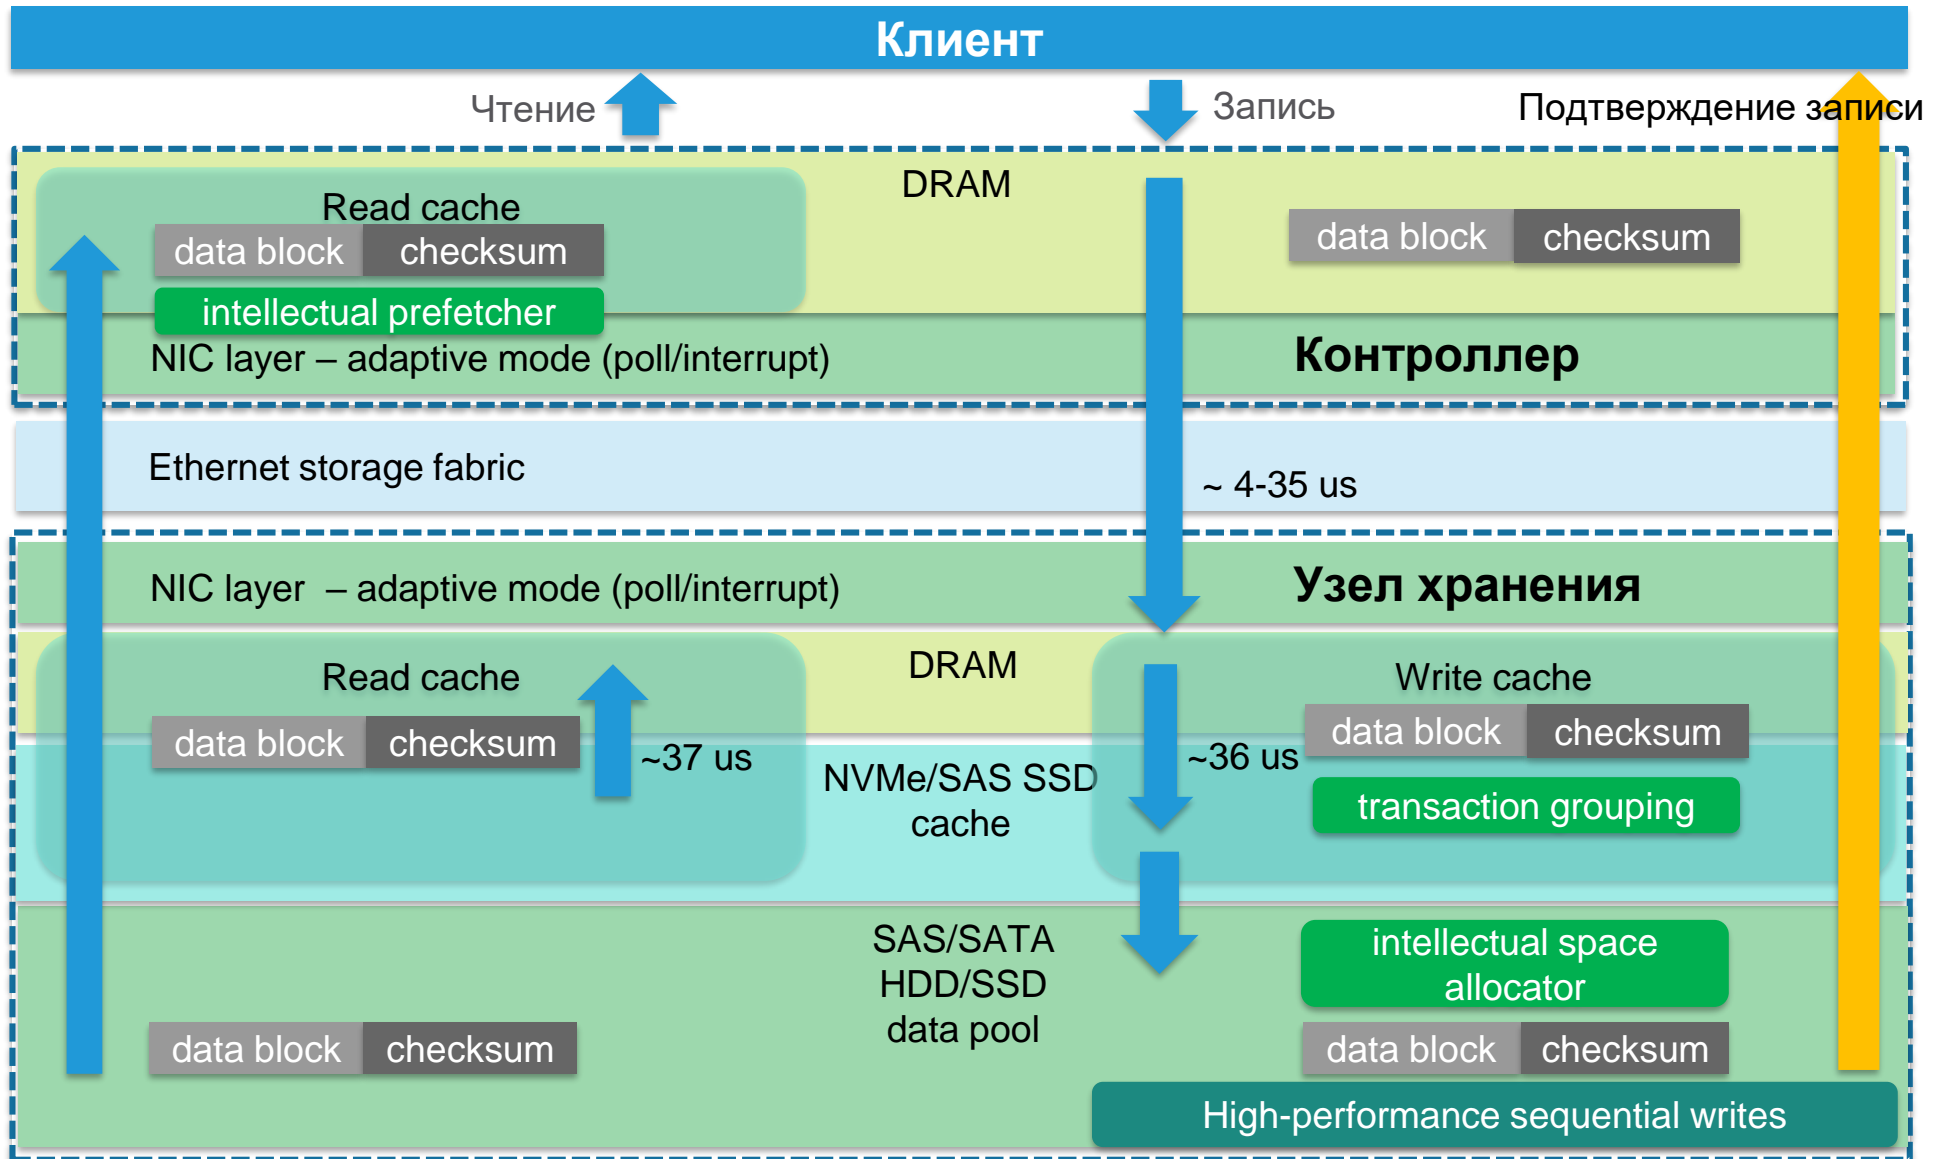 Клиент
Чтение
Запись
Подтверждение записи
DRAM
Read cache
data block checksum
data block checksum
intellectual prefetcher
NIC layer – adaptive mode (poll/interrupt)
Контроллер
Ethernet storage fabric
~ 4-35 us
NIC layer – adaptive mode (poll/interrupt)
Узел хранения
DRAM
Read cache
Write cache
data block checksum
data block checksum
~37 us
~36 us
NVMe/SAS SSD
cache
transaction grouping
SAS/SATA
HDD/SSD
data pool
intellectual space
allocator
data block checksum
data block checksum
High-performance sequential writes